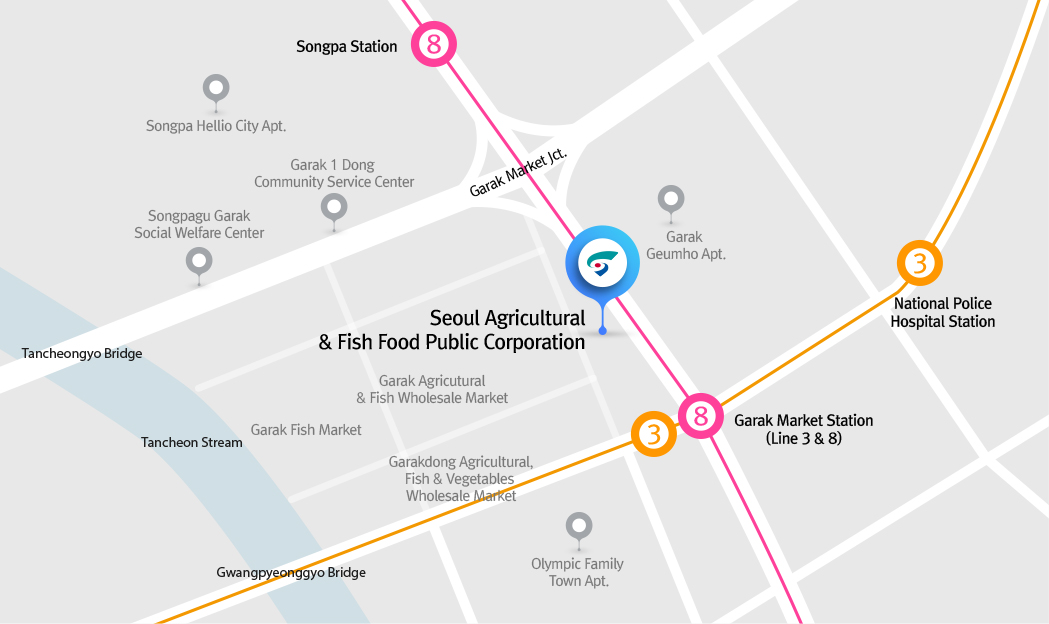 Songpa Station
8
Songpa Hellio City Apt.
Garak Market Jct.
Garak 1 Dong
Community Service Center
Songpagu Garak
Social Welfare Center
Garak
Geumho Apt.
3
National Police
Hospital Station
Seoul Agricultural
& Fish Food Public Corporation
Tancheongyo Bridge
Garak Agricutural
& Fish Wholesale Market
3
8
Garak Market Station
(Line 3 & 8)
Tancheon Stream
Garak Fish Market
Garakdong Agricultural,
Fish & Vegetables
Wholesale Market
Gwangpyeonggyo Bridge
Olympic Family
Town Apt.